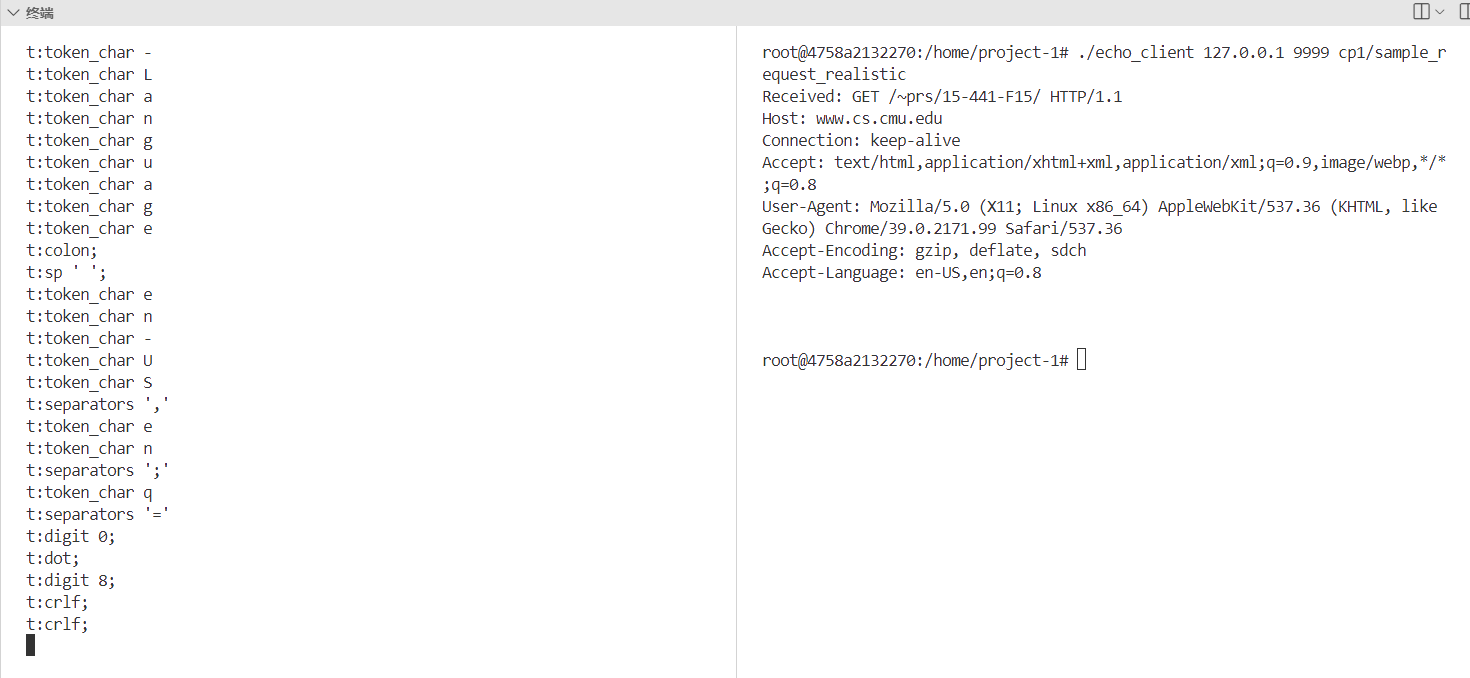 终端
t:token_char -
t:token_char L
t:token_char a
t:token_char n
t:token_char g
t:token_char u
t:token_char a
t:token_char g
t:token_char e
t:colon;
t:sp ' ';
t:token_char e
t:token_char n
t:token_char -
t:token_char U
t:token_char S
t:separators ','
t:token_char e
t:token_char n
t:separators ';'
t:token_char q
t:separators '='
t:digit 0;
t:dot;
t:digit 8;
t:crlf;
t:crlf;
root@4758a2132270:/home/project-1# ./echo_client 127.0.0.1 9999 cp1/sample_r
equest_realistic
Received: GET /~prs/15-441-F15/ HTTP/1.1
Host: www.cs.cmu.edu
Connection: keep-alive
Accept: text/html,application/xhtml+xml,application/xml;q=0.9,image/webp,*/*
;q=0.8
User-Agent: Mozilla/5.0 (X11; Linux x86_64) AppleWebKit/537.36 (KHTML, like
Gecko) Chrome/39.0.2171.99 Safari/537.36
Accept-Encoding: gzip, deflate, sdch
Accept-Language: en-US,en;q=0.8
root@4758a2132270:/home/project-1#